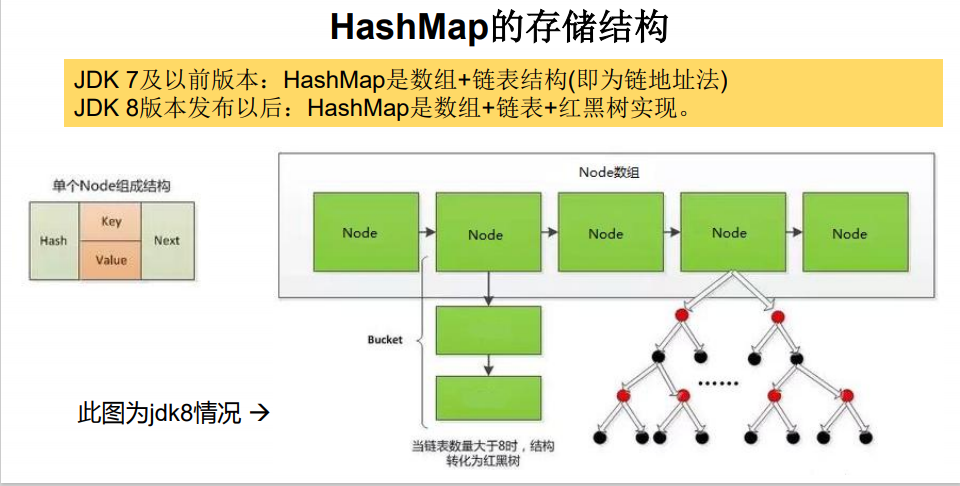 HashMap的存储结构
JDK 7及以前版本：HashMap是数组+链表结构(即为链地址法)
JDK 8版本发布以后：HashMap是数组+链表+红黑树实现。
单个Node组成结构
Hash
Key
Value
Next
Node数组
Node
Node
Node
Node
Node
Bucket
......
此图为jdk8情况 →
当链表数量大于8时，结构
转化为红黑树